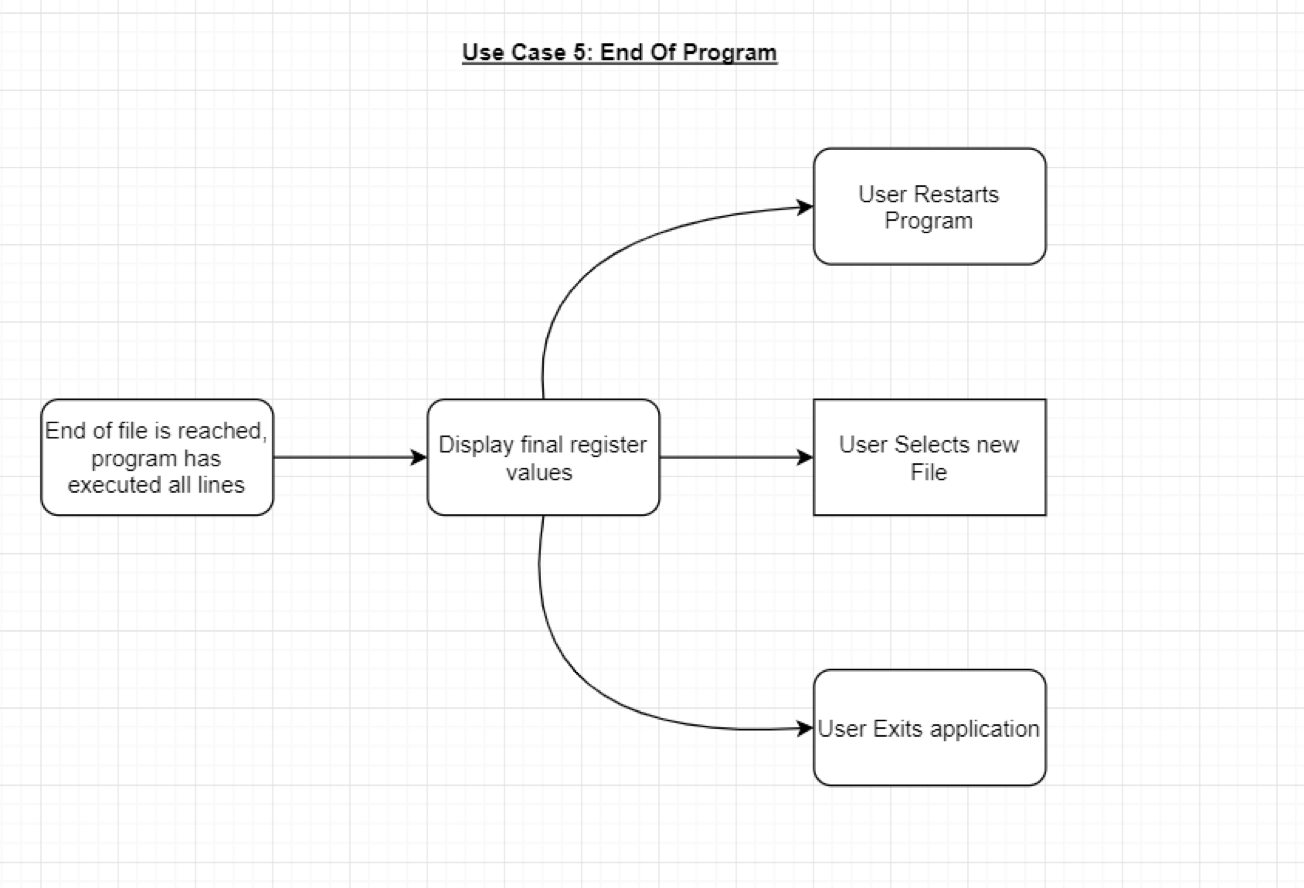 Use Case 5: End Of Program
User Restarts
Program
End of file is reached,
program has
executed all lines
Display final register
values
User Selects new
File
User Exits application